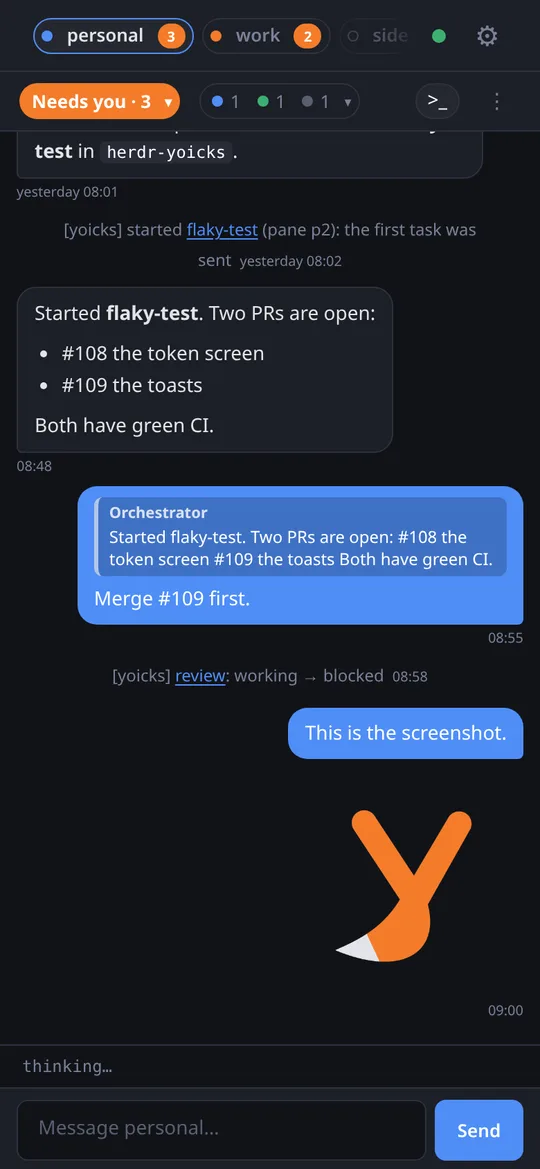 personal 3 work 2 side
Needs you · 3 ▾ 1 1 1 ▾ >_ ⋮
test in herdr-yoicks.
yesterday 08:01
[yoicks] started flaky-test (pane p2): the first task was
sent yesterday 08:02
Started flaky-test. Two PRs are open:
• #108 the token screen
• #109 the toasts
Both have green CI.
08:48
Orchestrator
Started flaky-test. Two PRs are open: #108 the
token screen #109 the toasts Both have green CI.
Merge #109 first.
08:55
[yoicks] review: working → blocked 08:58
This is the screenshot.
09:00
thinking…
Message personal...
Send